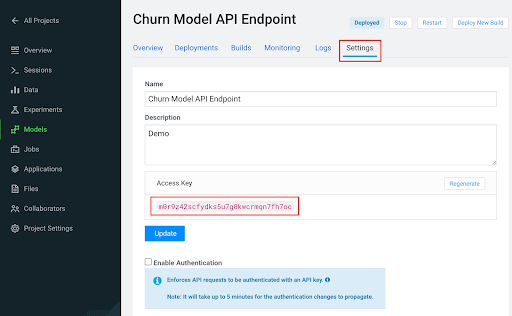 All Projects
Overview
Sessions
Data
Experiments
Models
Jobs
Applications
Files
Collaborators
Project Settings
Churn Model API Endpoint
Deployed Stop Restart Deploy New Build
Overview Deployments Builds Monitoring Logs Settings
Name
Churn Model API Endpoint
Description
Demo
Access Key Regenerate
m0r9z42scfydks5u7g0kwcrmqn7fh7oc
Update
Enable Authentication
Enforces API requests to be authenticated with an API key.
Note: It will take up to 5 minutes for the authentication changes to propagate.